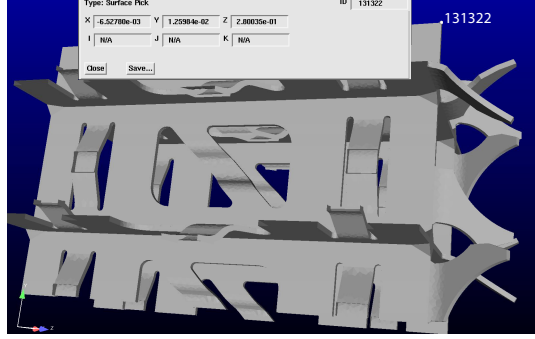 Type: Surface Pick
ID 131322
X -6.52780e-03 Y 1.25984e-02 Z 2.80035e-01
I N/A J N/A K N/A
Close Save...
131322
z